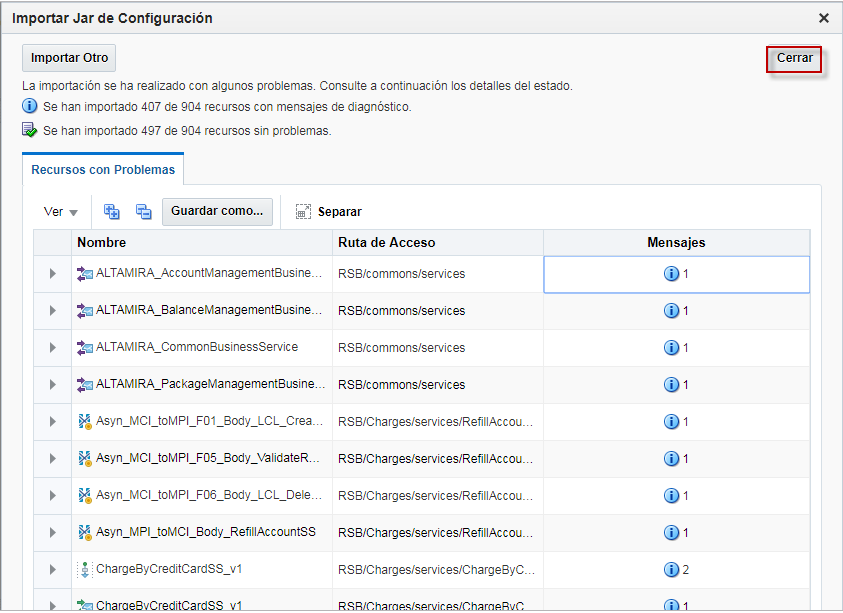 Importar Jar de Configuración
Importar Otro
Cerrar
La importación se ha realizado con algunos problemas. Consulte a continuación los detalles del estado.
Se han importado 407 de 904 recursos con mensajes de diagnóstico.
Se han importado 497 de 904 recursos sin problemas.
Recursos con Problemas
Ver Guardar como... Separar
Nombre Ruta de Acceso Mensajes
ALTAMIRA_AccountManagementBusine... RSB/commons/services 1
ALTAMIRA_BalanceManagementBusine... RSB/commons/services 1
ALTAMIRA_CommonBusinessService RSB/commons/services 1
ALTAMIRA_PackageManagementBusine... RSB/commons/services 1
Asyn_MCI_toMPI_F01_Body_LCL_Crea... RSB/Charges/services/RefillAccou... 1
Asyn_MCI_toMPI_F05_Body_ValidateR... RSB/Charges/services/RefillAccou... 1
Asyn_MCI_toMPI_F06_Body_LCL_Dele... RSB/Charges/services/RefillAccou... 1
Asyn_MPI_toMCI_Body_RefillAccountSS RSB/Charges/services/RefillAccou... 1
ChargeByCreditCardSS_v1 RSB/Charges/services/ChargeByC... 2
ChargeByCreditCardSS_v1 RSB/Charges/services/ChargeByC... 1